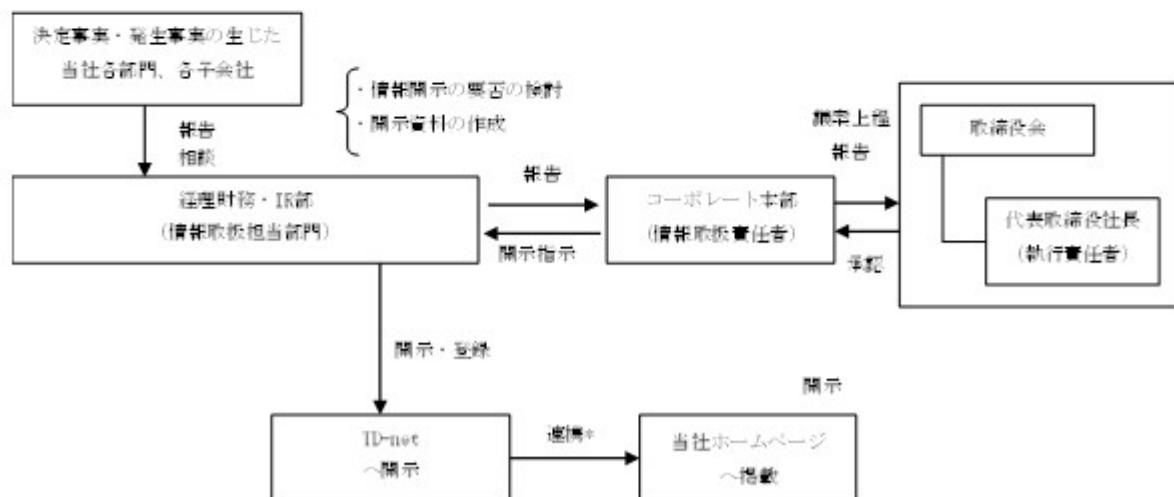 決定事実・発生事実の生じた
当社各部門、各子会社
・情報開示の要否の検討
・開示資料の作成
報告
相談
議案上程
報告
取締役会
経理財務・IR部
(情報取扱担当部門)
報告
開示指示
コーポレート本部
(情報取扱責任者)
承認
代表取締役社長
(執行責任者)
開示・登録
開示
TD-net
へ開示
連携*
当社ホームページ
へ掲載